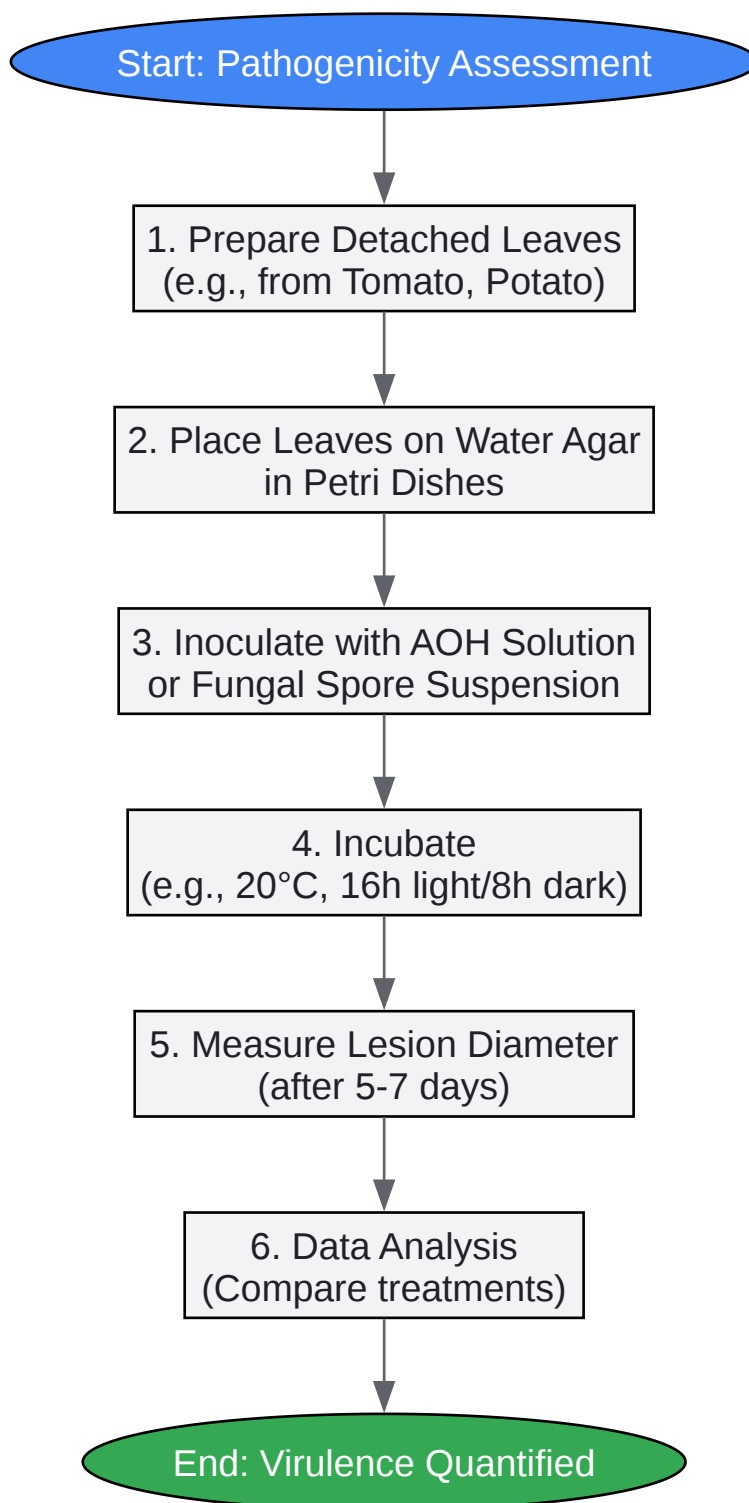 Start: Pathogenicity Assessment
1. Prepare Detached Leaves
(e.g., from Tomato, Potato)
2. Place Leaves on Water Agar
in Petri Dishes
3. Inoculate with AOH Solution
or Fungal Spore Suspension
4. Incubate
(e.g., 20°C, 16h light/8h dark)
5. Measure Lesion Diameter
(after 5-7 days)
6. Data Analysis
(Compare treatments)
End: Virulence Quantified